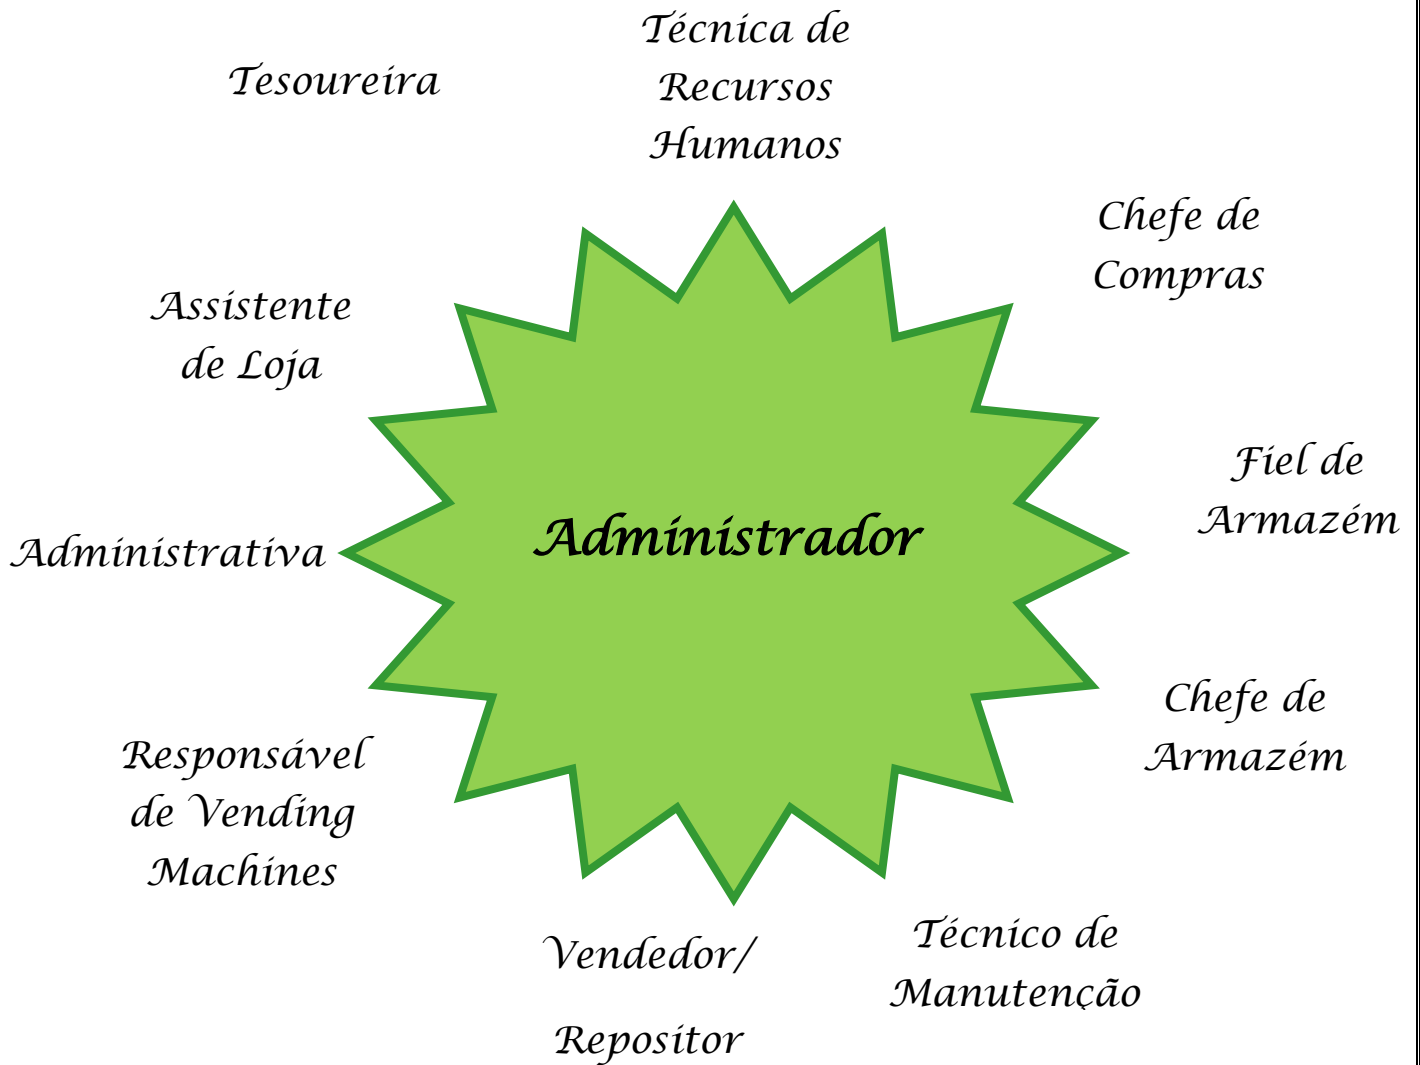 Técnica de
Recursos
Humanos
Tesoureira
Chefe de
Compras
Assistente
de Loja
Fiel de
Armazém
Administrador
Administrativa
Chefe de
Armazém
Responsável
de Vending
Machines
Técnico de
Manutenção
Vendedor/
Repositor